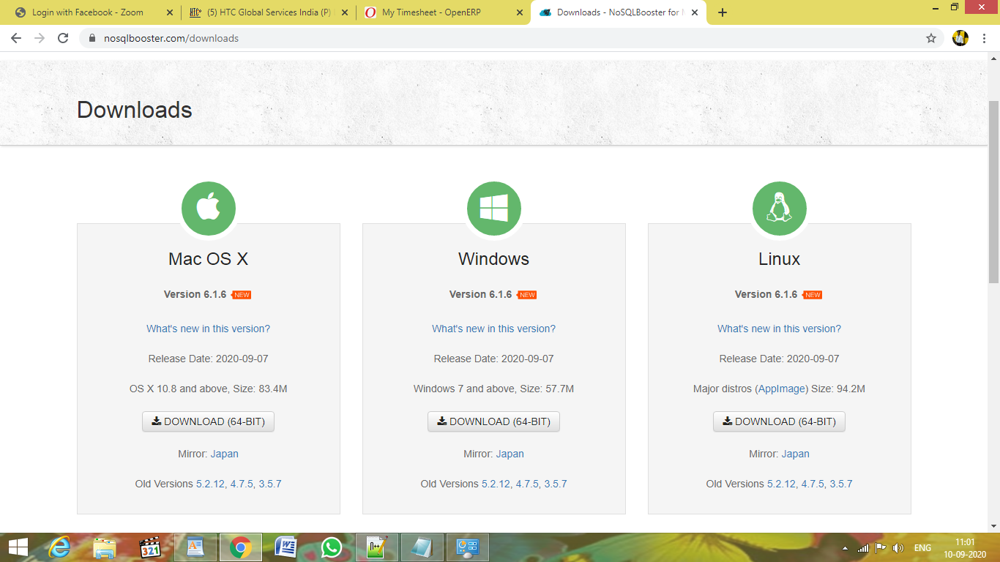 Login with Facebook - Zoom
HTC (5) HTC Global Services India (P)
My Timesheet - OpenERP
Downloads - NoSQLBooster for
nosqlbooster.com/downloads
Downloads
Mac OS X
Version 6.1.6 NEW
What's new in this version?
Release Date: 2020-09-07
OS X 10.8 and above, Size: 83.4M
DOWNLOAD (64-BIT)
Mirror: Japan
Old Versions 5.2.12, 4.7.5, 3.5.7
Windows
Version 6.1.6 NEW
What's new in this version?
Release Date: 2020-09-07
Windows 7 and above, Size: 57.7M
DOWNLOAD (64-BIT)
Mirror: Japan
Old Versions 5.2.12, 4.7.5, 3.5.7
Linux
Version 6.1.6 NEW
What's new in this version?
Release Date: 2020-09-07
Major distros (AppImage) Size: 94.2M
DOWNLOAD (64-BIT)
Mirror: Japan
Old Versions 5.2.12, 4.7.5, 3.5.7
321
ENG
11:01
10-09-2020